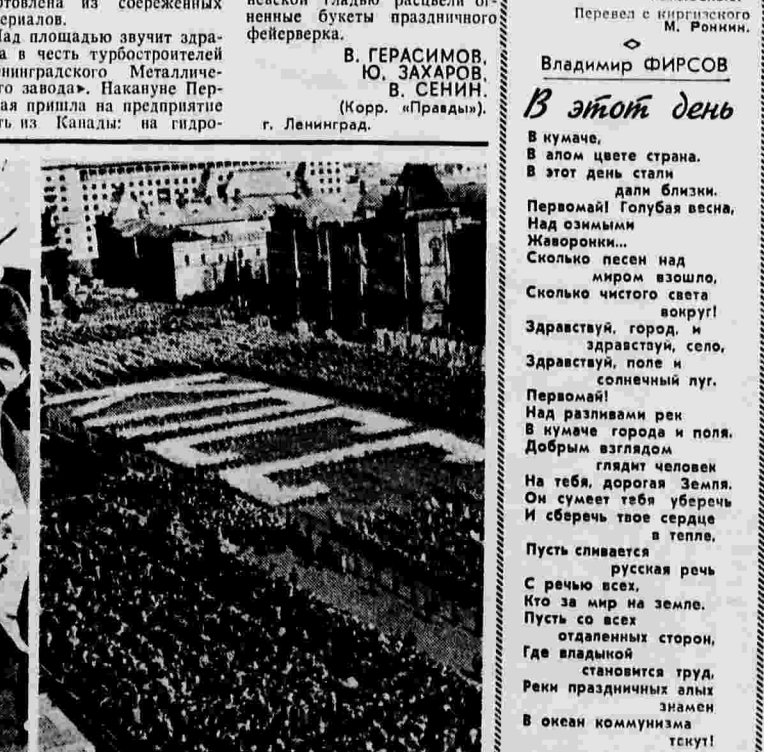 из сбереженных
звучит здра-
а в честь турбостроителей
Металличе-
го завода». Накануне Пер-
ая пришла на предприятие
ть из Канады: на гидро-
гладью расцвели ог-
ненные букеты праздничного
фейерверка.
В. ГЕРАСИМОВ,
Ю. ЗАХАРОВ,
В. СЕНИН.
(Корр. «Правды»).
г. Ленинград.
Перевел с киргизского
М. Ронкин.
Владимир ФИРСОВ
В этот день
В кумаче,
В алом цвете страна.
В этот день стали
дали близки.
Первомай! Голубая весна,
Над озимыми
Жаворонки...
Сколько песен над
миром взошло,
Сколько чистого света
вокруг!
Здравствуй, город, и
здравствуй, село,
Здравствуй, поле и
солнечный луг.
Первомай!
Над разливами рек
В кумаче города и поля.
Добрым взглядом
глядит человек
На тебя, дорогая Земля.
Он сумеет тебя уберечь
И сберечь твое сердце
в тепле,
Пусть сливается
русская речь
С речью всех,
Кто за мир на земле.
Пусть со всех
отдаленных сторон,
Где владыкой
становится труд,
Реки праздничных алых
знамен
В океан коммунизма
текут!